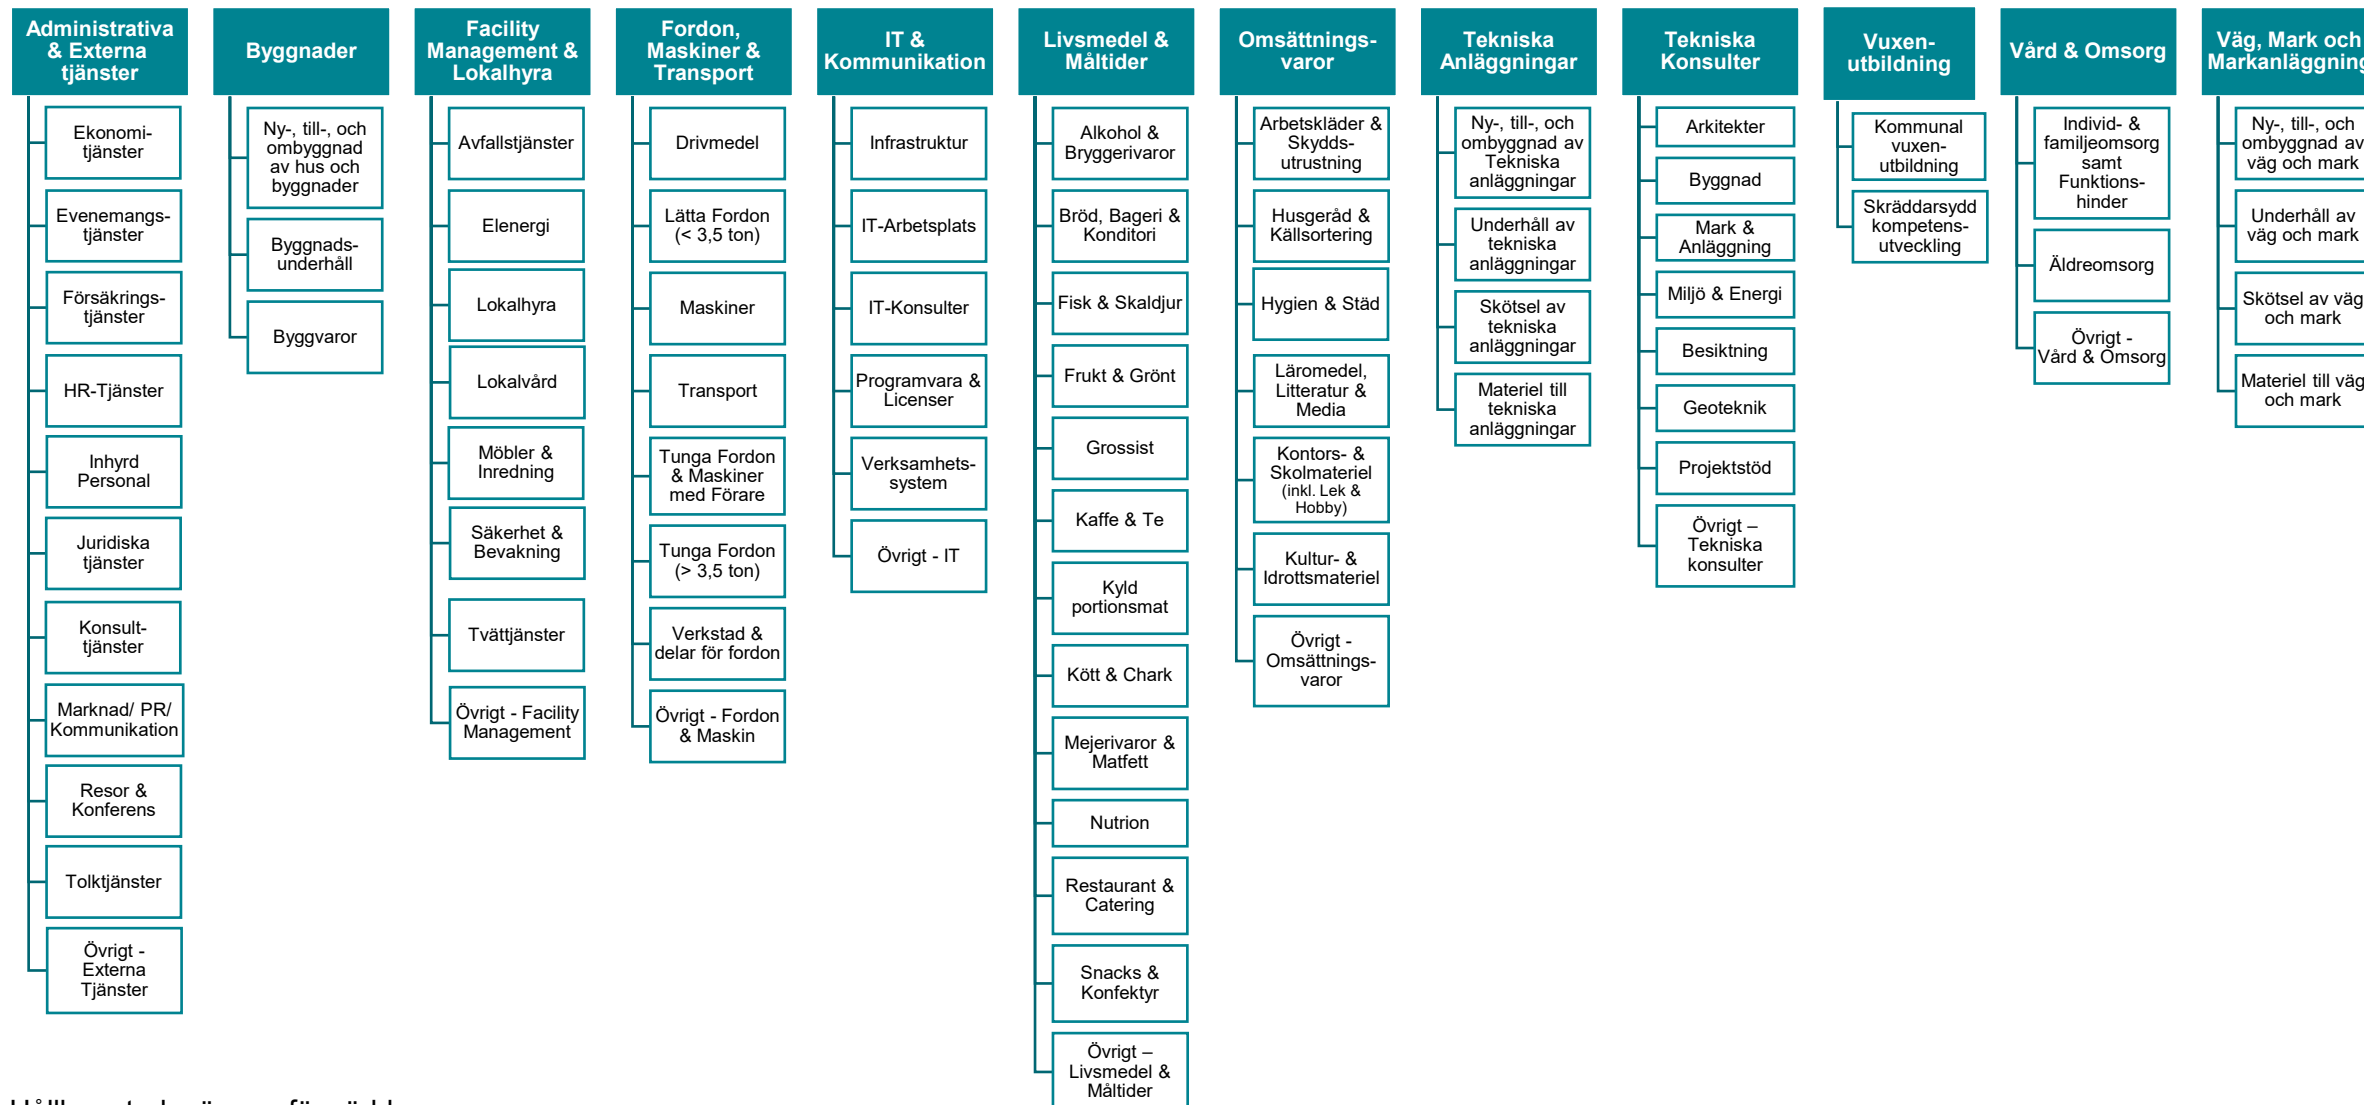 Administrativa
& Externa
tjänster
Ekonomi-
tjänster
Evenemangs-
tjänster
Försäkrings-
tjänster
HR-Tjänster
Inhyrd
Personal
Juridiska
tjänster
Konsult-
tjänster
Marknad/ PR/
Kommunikation
Resor &
Konferens
Tolktjänster
Övrigt -
Externa
Tjänster
Byggnader
Ny-, till-, och
ombyggnad
av hus och
byggnader
Byggnads-
underhåll
Byggvaror
Facility
Management &
Lokalhyra
Avfallstjänster
Elenergi
Lokalhyra
Lokalvård
Möbler &
Inredning
Säkerhet &
Bevakning
Tvättjänster
Övrigt - Facility
Management
Fordon,
Maskiner &
Transport
Drivmedel
Lätta Fordon
(< 3,5 ton)
Maskiner
Transport
Tunga Fordon
& Maskiner
med Förare
Tunga Fordon
(> 3,5 ton)
Verkstad &
delar för fordon
Övrigt - Fordon
& Maskin
IT &
Kommunikation
Infrastruktur
IT-Arbetsplats
IT-Konsulter
Programvara &
Licenser
Verksamhets-
system
Övrigt - IT
Livsmedel &
Måltider
Alkohol &
Bryggerivaror
Bröd, Bageri &
Konditori
Fisk & Skaldjur
Frukt & Grönt
Grossist
Kaffe & Te
Kyld
portionsmat
Kött & Chark
Mejerivaror &
Matfett
Nutrion
Restaurant &
Catering
Snacks &
Konfektyr
Övrigt –
Livsmedel &
Måltider
Omsättnings-
varor
Arbetskläder &
Skydds-
utrustning
Husgeråd &
Källsortering
Hygien & Städ
Läromedel,
Litteratur &
Media
Kontors- &
Skolmateriel
(inkl. Lek &
Hobby)
Kultur- &
Idrottsmateriel
Övrigt -
Omsättnings-
varor
Tekniska
Anläggningar
Ny-, till-, och
ombyggnad av
Tekniska
anläggningar
Underhåll av
tekniska
anläggningar
Skötsel av
tekniska
anläggningar
Materiel till
tekniska
anläggningar
Tekniska
Konsulter
Arkitekter
Byggnad
Mark &
Anläggning
Miljö & Energi
Besiktning
Geoteknik
Projektstöd
Övrigt –
Tekniska
konsulter
Vuxen-
utbildning
Kommunal
vuxen-
utbildning
Skräddarsydd
kompetens-
utveckling
Vård & Omsorg
Individ- &
familjeomsorg
samt
Funktions-
hinder
Äldreomsorg
Övrigt -
Vård & Omsorg
Väg, Mark och
Markanläggning
Ny-, till-, och
ombyggnad av
väg och mark
Underhåll av
väg och mark
Skötsel av väg
och mark
Materiel till väg
och mark